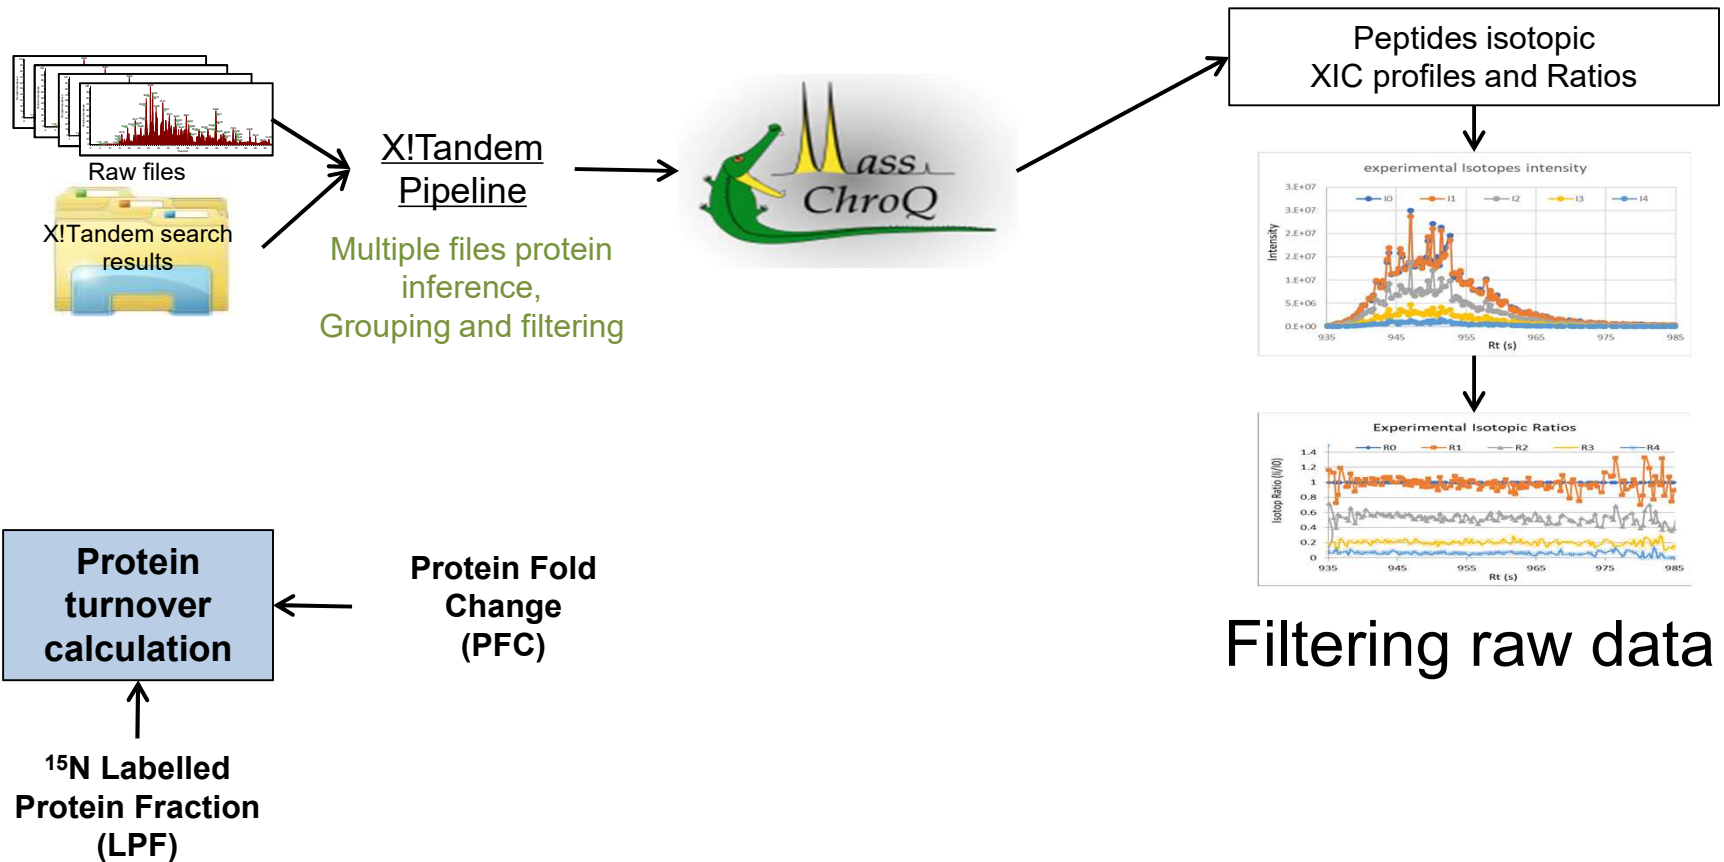 Raw files
X!Tandem search
results
X!Tandem
Pipeline
Multiple files protein
inference,
Grouping and filtering
Mass
ChroQ
Peptides isotopic
XIC profiles and Ratios
experimental Isotopes intensity
I0 I1 I2 I3 I4
3.E+07
3.E+07
2.E+07
2.E+07
1.E+07
5.E+06
0.E+00
Intensity
935 945 955 965 975 985
Rt (s)
Experimental Isotopic Ratios
R0 R1 R2 R3 R4
1.4
1.2
1
0.8
0.6
0.4
0.2
0
Isotop Ratio (Ii/I0)
935 945 955 965 975 985
Rt (s)
Filtering raw data
Protein
turnover
calculation
Protein Fold
Change
(PFC)
15N Labelled
Protein Fraction
(LPF)